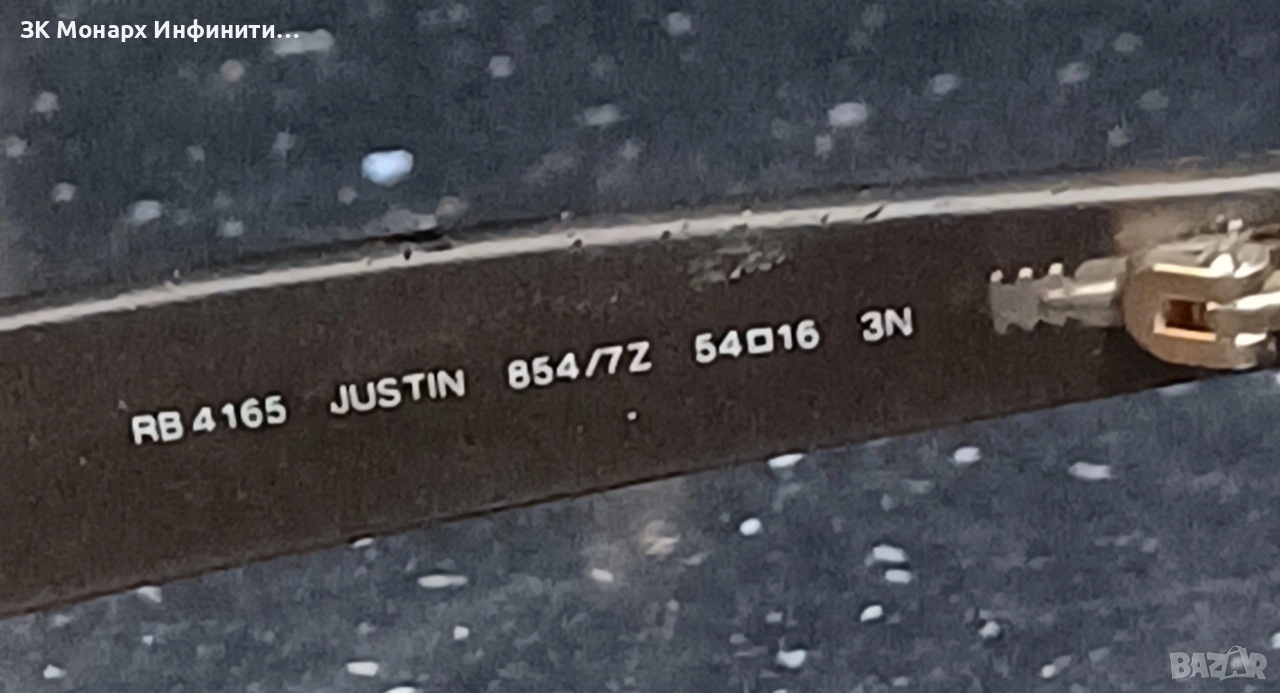 ЗК Монарх Инфинити...
RB 4165 JUSTIN 854/7Z 54□16 3N
BAZAR